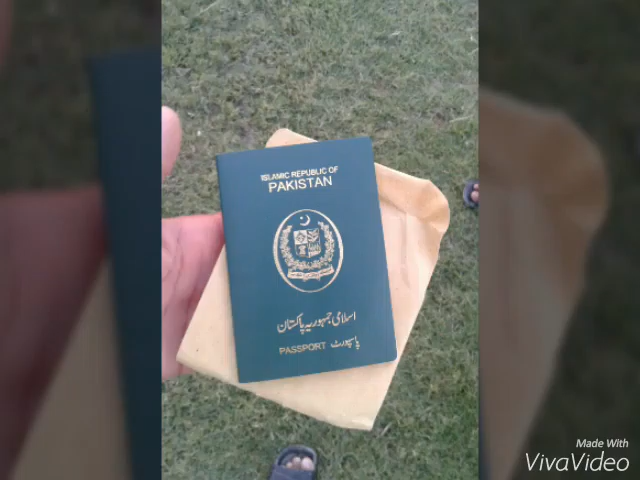 ISLAMIC REPUBLIC OF
PAKISTAN
اسلامی جمہوریہ پاکستان
PASSPORT پاسپورٹ
Made With
VivaVideo